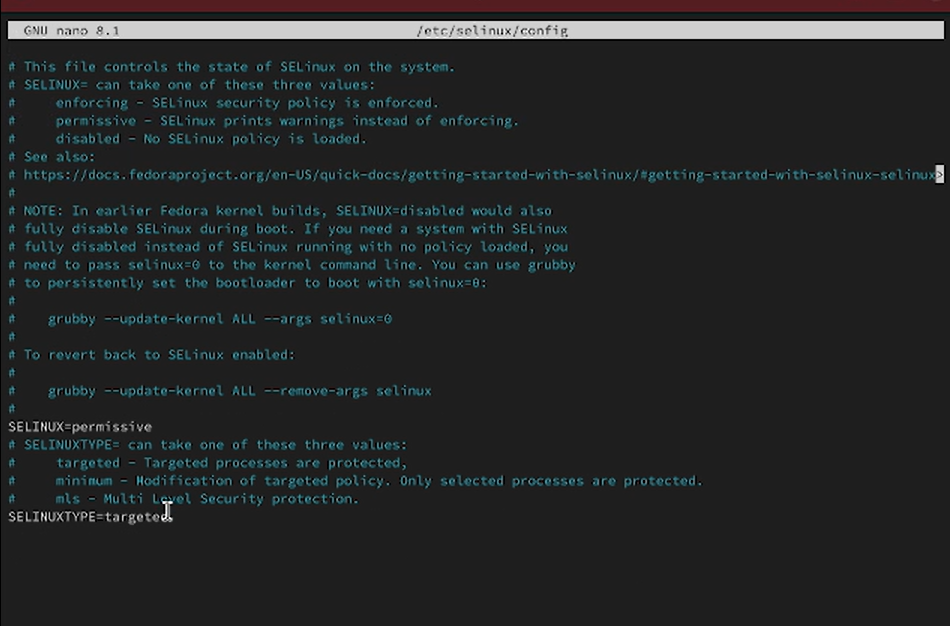 GNU nano 8.1 /etc/selinux/config
# This file controls the state of SELinux on the system.
# SELINUX= can take one of these three values:
#     enforcing - SELinux security policy is enforced.
#     permissive - SELinux prints warnings instead of enforcing.
#     disabled - No SELinux policy is loaded.
# See also:
# https://docs.fedoraproject.org/en-US/quick-docs/getting-started-with-selinux/#getting-started-with-selinux-selinux>
#
# NOTE: In earlier Fedora kernel builds, SELINUX=disabled would also
# fully disable SELinux during boot. If you need a system with SELinux
# fully disabled instead of SELinux running with no policy loaded, you
# need to pass selinux=0 to the kernel command line. You can use grubby
# to persistently set the bootloader to boot with selinux=0:
#
#    grubby --update-kernel ALL --args selinux=0
#
# To revert back to SELinux enabled:
#
#    grubby --update-kernel ALL --remove-args selinux
#
SELINUX=permissive
# SELINUXTYPE= can take one of these three values:
#     targeted - Targeted processes are protected,
#     minimum - Modification of targeted policy. Only selected processes are protected.
#     mls - Multi Level Security protection.
SELINUXTYPE=targeted